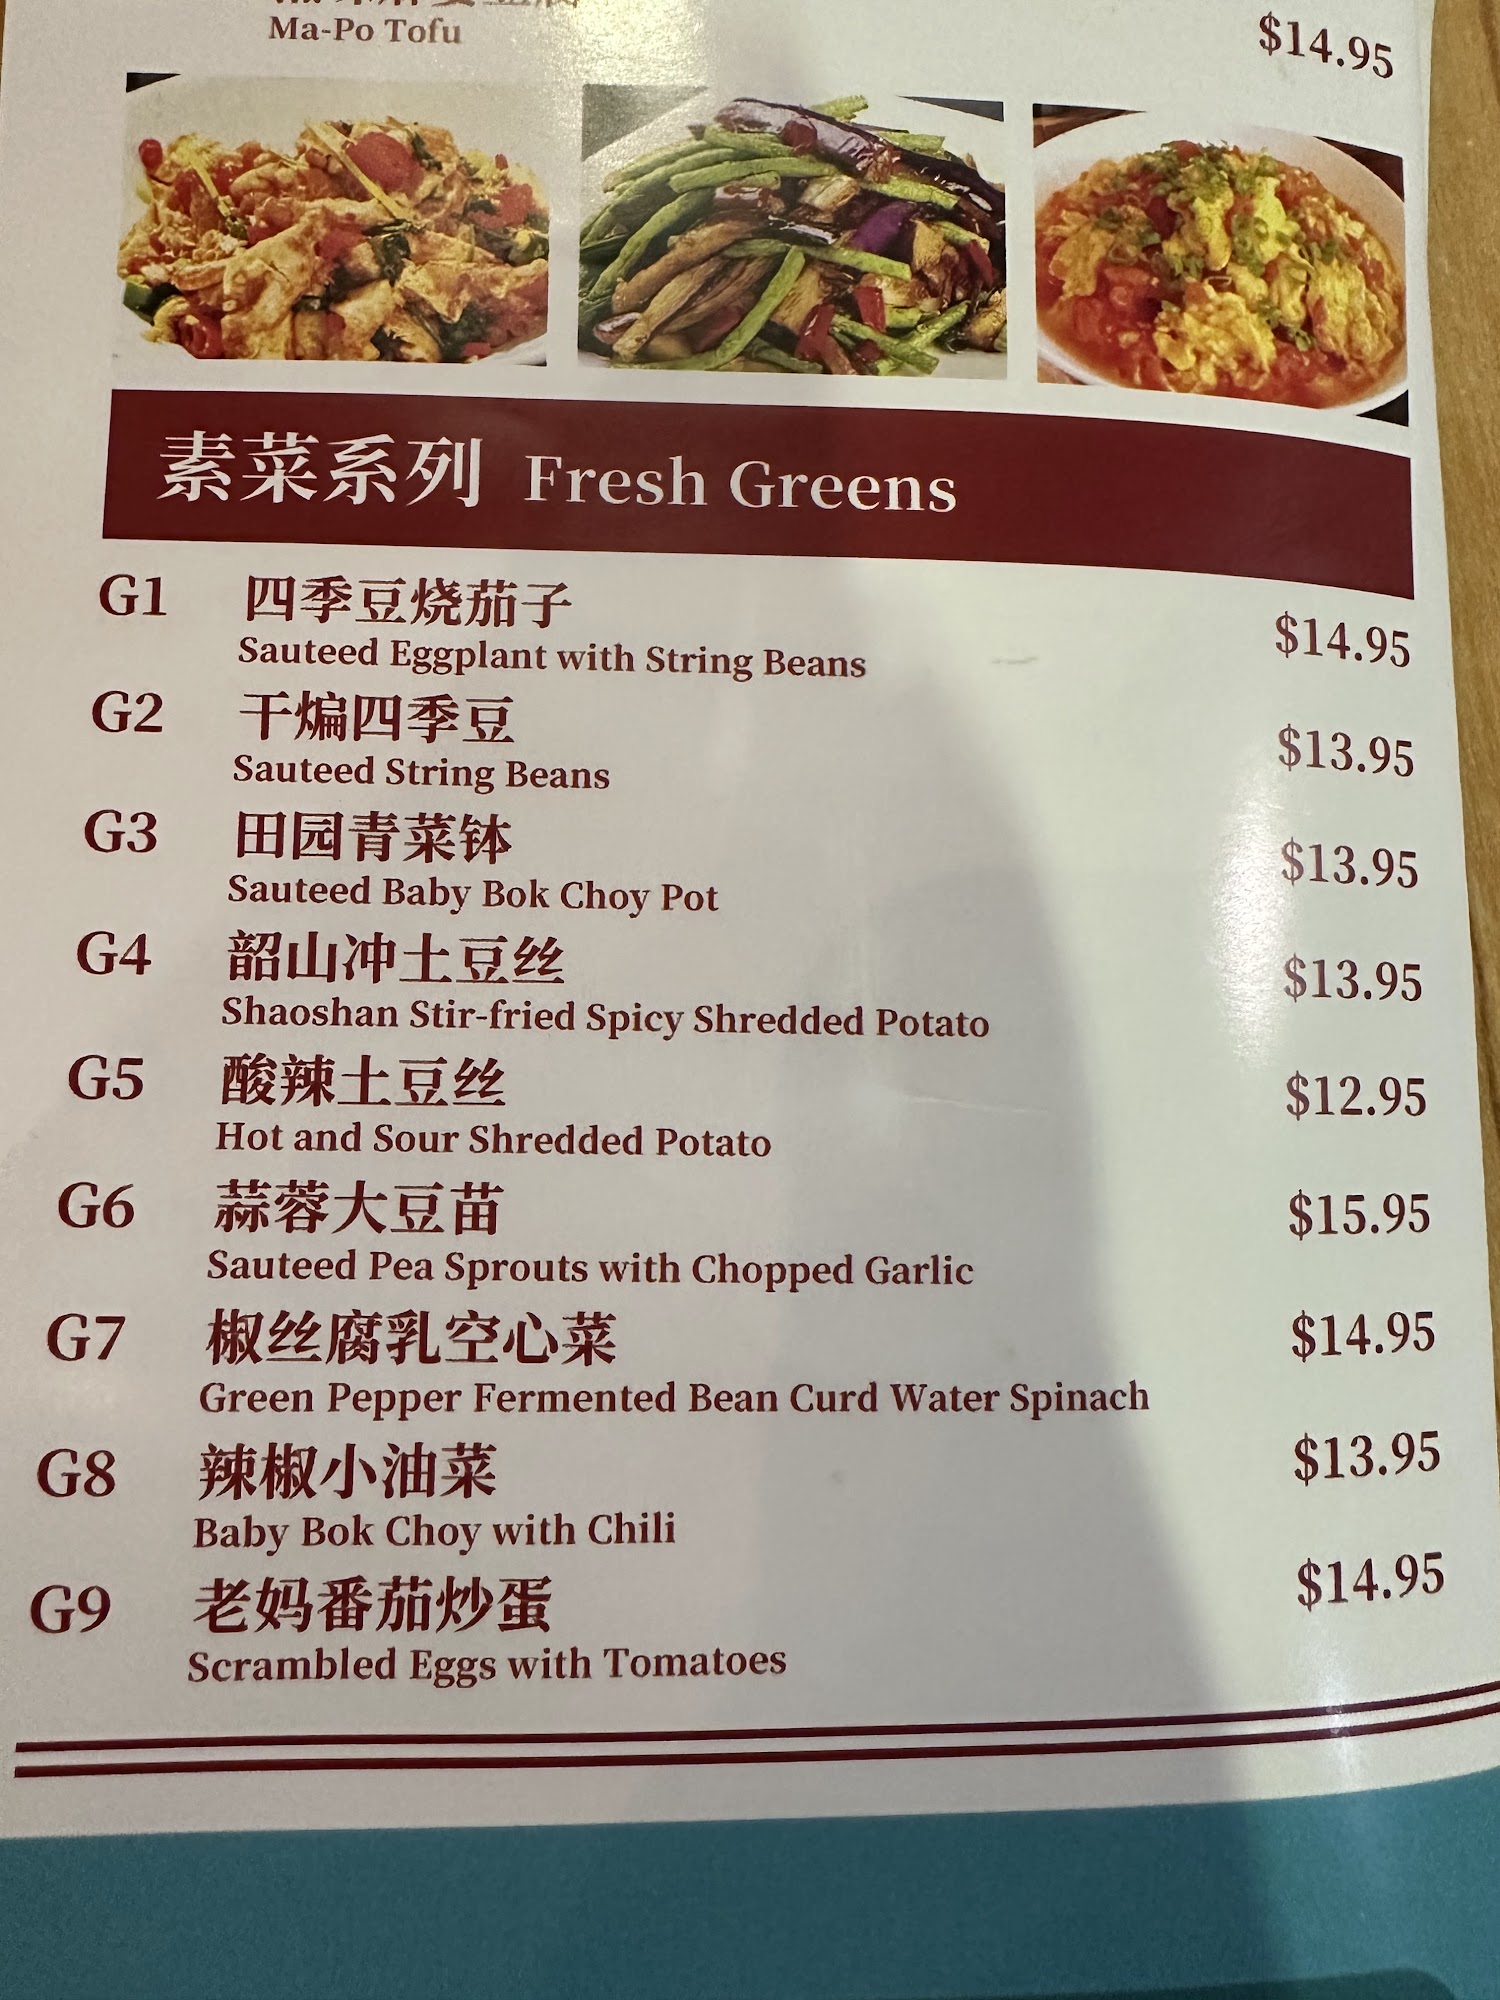 Ma-Po Tofu
$14.95
素菜系列 Fresh Greens
G1 四季豆烧茄子
Sauteed Eggplant with String Beans
$14.95
G2 干煸四季豆
Sauteed String Beans
$13.95
G3 田园青菜钵
Sauteed Baby Bok Choy Pot
$13.95
G4 韶山冲土豆丝
Shaoshan Stir-fried Spicy Shredded Potato
$13.95
G5 酸辣土豆丝
Hot and Sour Shredded Potato
$12.95
G6 蒜蓉大豆苗
Sauteed Pea Sprouts with Chopped Garlic
$15.95
G7 椒丝腐乳空心菜
Green Pepper Fermented Bean Curd Water Spinach
$14.95
G8 辣椒小油菜
Baby Bok Choy with Chili
$13.95
G9 老妈番茄炒蛋
Scrambled Eggs with Tomatoes
$14.95